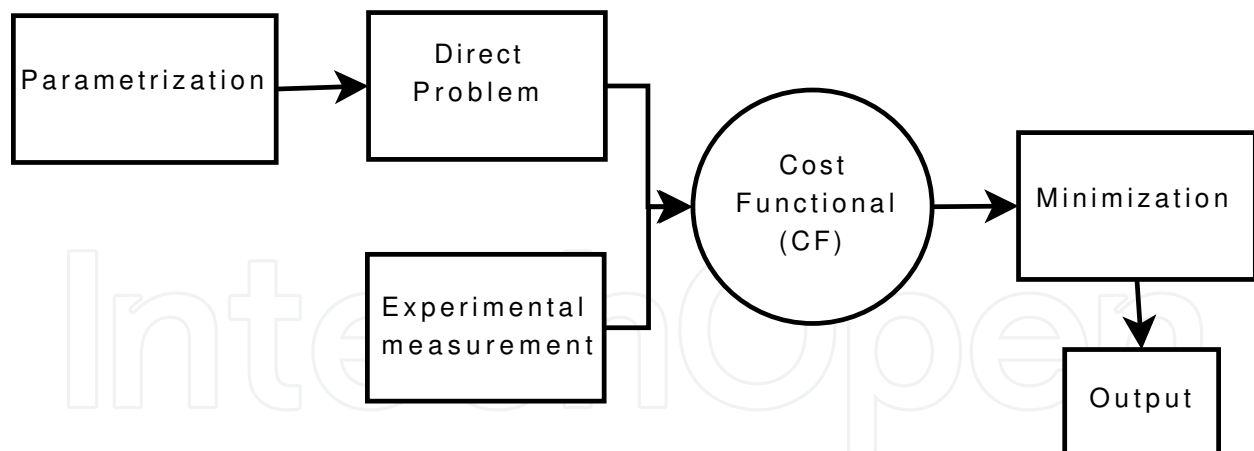 Parametrization
Direct
Problem
Experimental
measurement
Cost
Functional
(CF)
Minimization
Output
IntechOpen